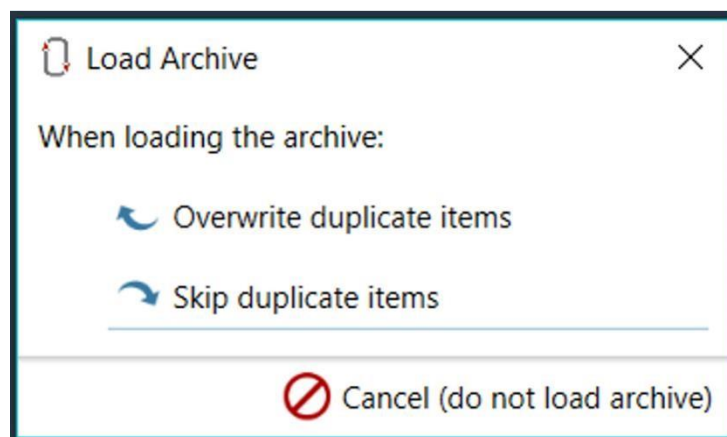 Load Archive
When loading the archive:
Overwrite duplicate items
Skip duplicate items
Cancel (do not load archive)